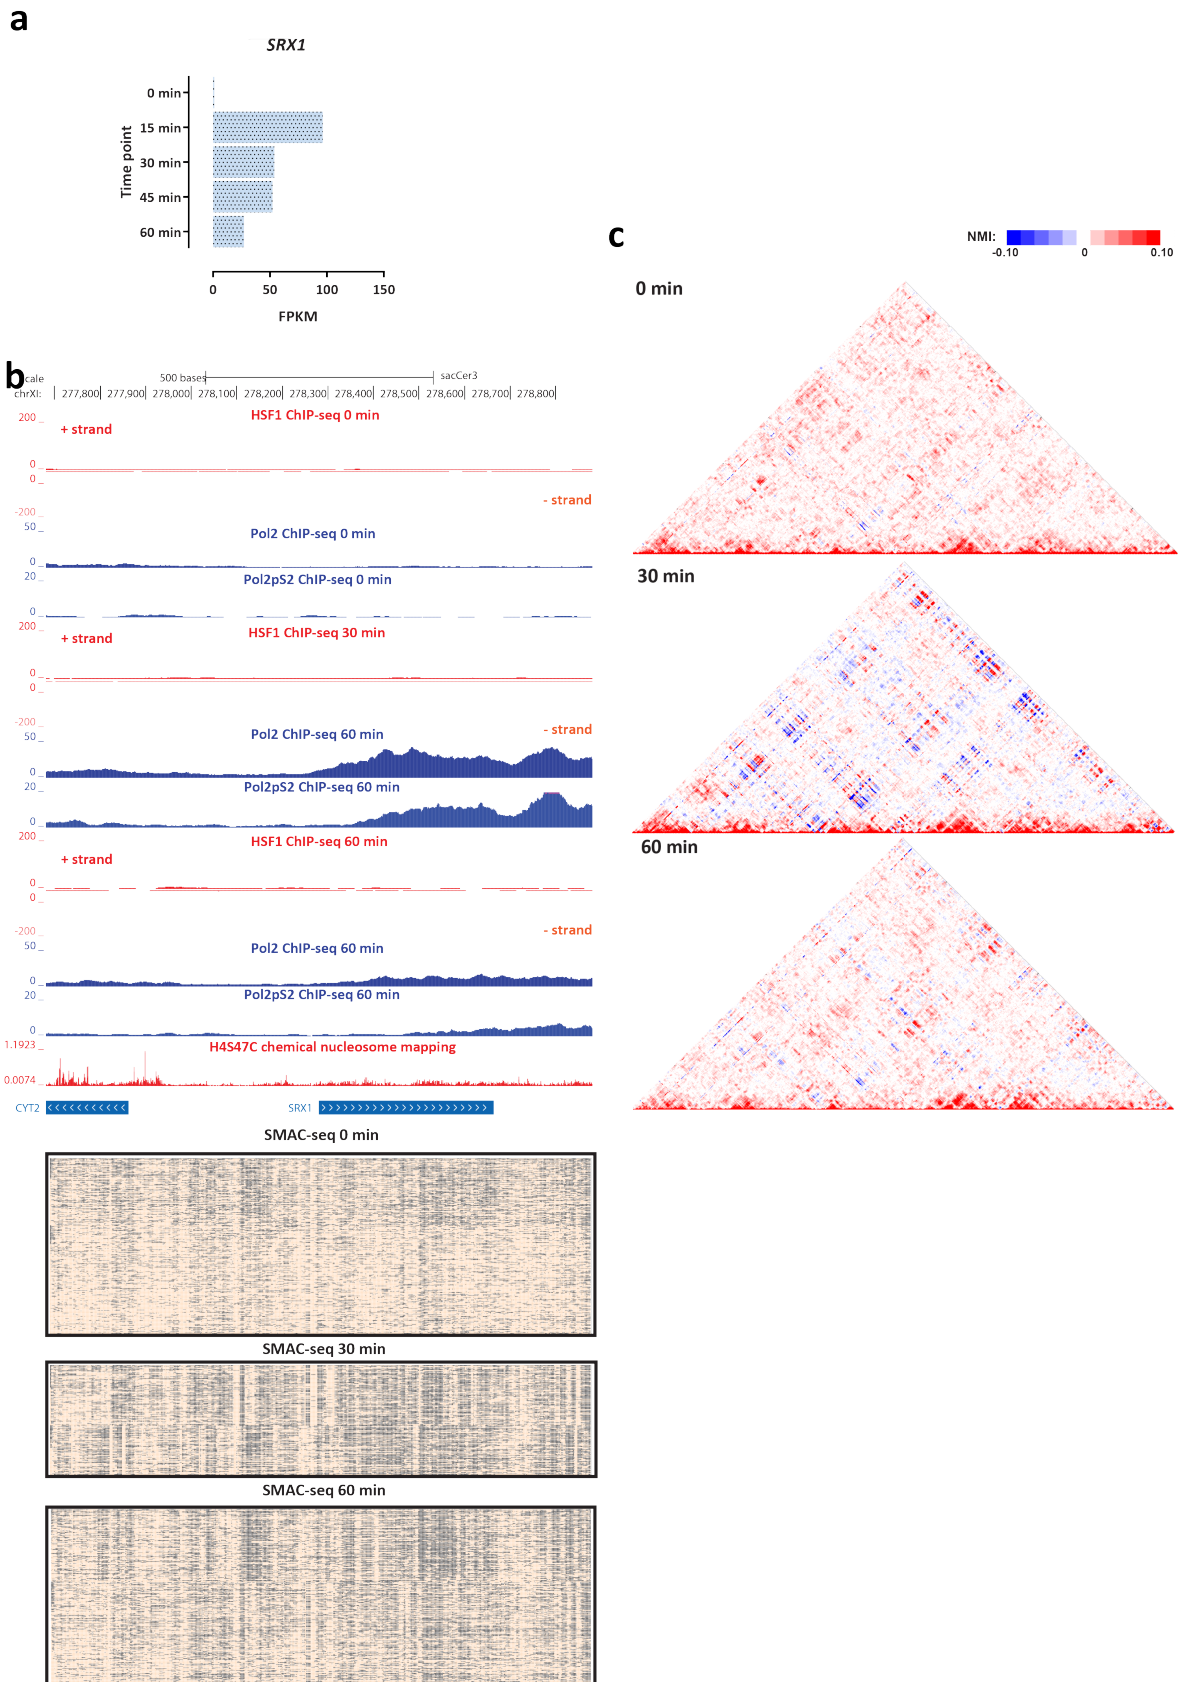 a
SRX1
Time point
0 min
15 min
30 min
45 min
60 min
0 50 100 150
FPKM
b
cale 500 bases sacCer3
chrXI: 277,800 277,900 278,000 278,100 278,200 278,300 278,400 278,500 278,600 278,700 278,800
200 _ HSF1 ChIP-seq 0 min
+ strand
0 _
0 _
- strand
-200 _
50 _ Pol2 ChIP-seq 0 min
0 _
20 _ Pol2pS2 ChIP-seq 0 min
0 _
200 _ HSF1 ChIP-seq 30 min
+ strand
0 _
0 _
-200 _ - strand
50 _ Pol2 ChIP-seq 60 min
0 _
20 _ Pol2pS2 ChIP-seq 60 min
0 _
200 _ HSF1 ChIP-seq 60 min
+ strand
0 _
0 _
-200 _ - strand
50 _ Pol2 ChIP-seq 60 min
0 _
20 _ Pol2pS2 ChIP-seq 60 min
0 _
1.1923 _ H4S47C chemical nucleosome mapping
0.0074 _
CYT2 SRX1
SMAC-seq 0 min
SMAC-seq 30 min
SMAC-seq 60 min
c
NMI:
-0.10 0 0.10
0 min
30 min
60 min